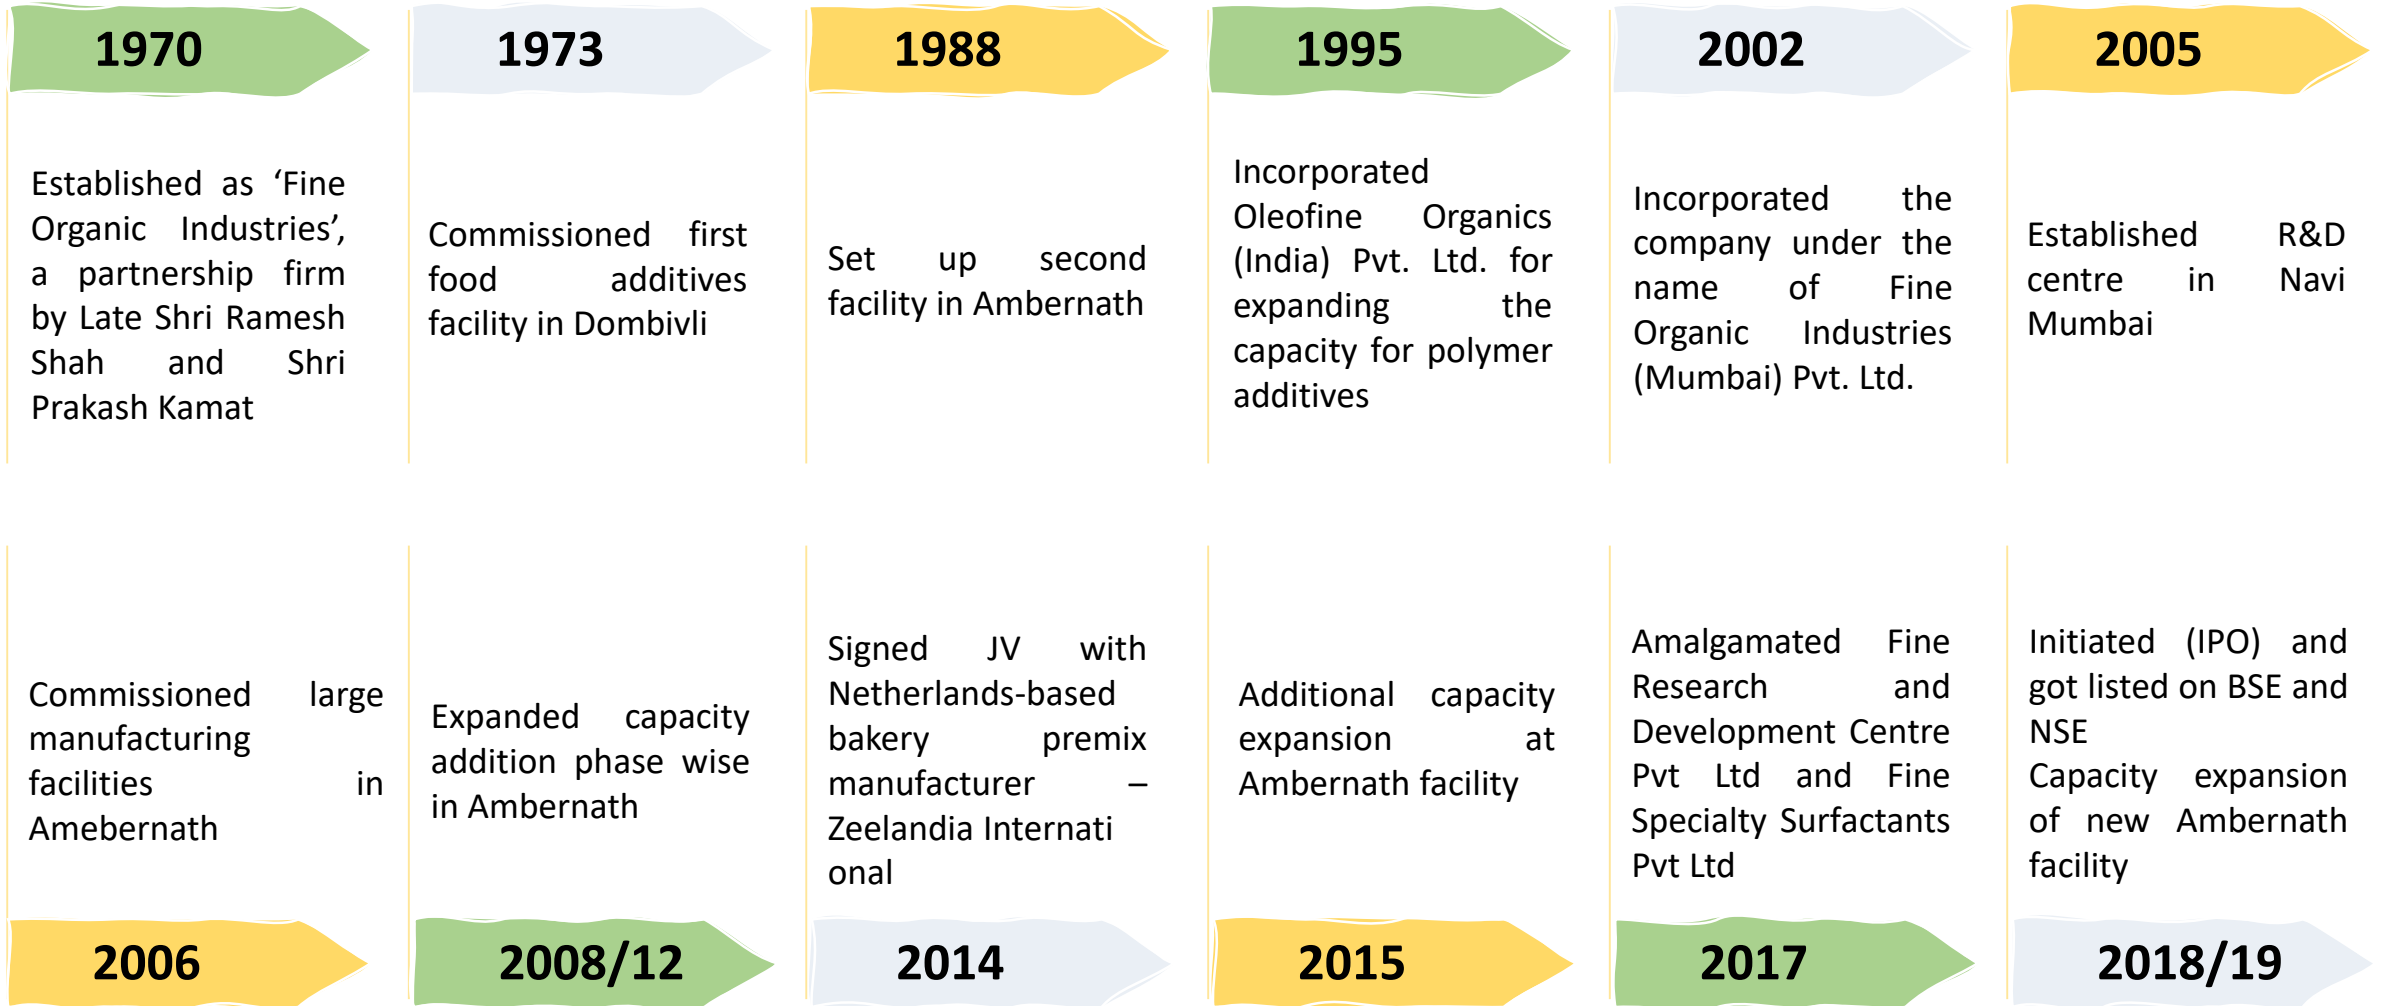 1970
Established as ‘Fine
Organic Industries’,
a partnership firm
by Late Shri Ramesh
Shah and Shri
Prakash Kamat
1973
Commissioned first
food additives
facility in Dombivli
1988
Set up second
facility in Ambernath
1995
Incorporated
Oleofine Organics
(India) Pvt. Ltd. for
expanding the
capacity for polymer
additives
2002
Incorporated the
company under the
name of Fine
Organic Industries
(Mumbai) Pvt. Ltd.
2005
Established R&D
centre in Navi
Mumbai
Commissioned large
manufacturing
facilities in
Amebernath
2006
Expanded capacity
addition phase wise
in Ambernath
2008/12
Signed JV with
Netherlands-based
bakery premix
manufacturer –
Zeelandia Internati
onal
2014
Additional capacity
expansion at
Ambernath facility
2015
Amalgamated Fine
Research and
Development Centre
Pvt Ltd and Fine
Specialty Surfactants
Pvt Ltd
2017
Initiated (IPO) and
got listed on BSE and
NSE
Capacity expansion
of new Ambernath
facility
2018/19